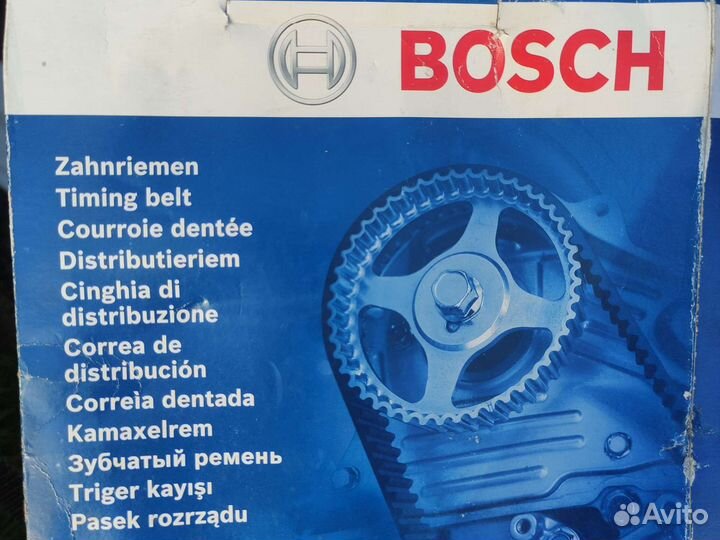 BOSCH
Zahnriemen
Timing belt
Courroie dentée
Distributieriem
Cinghia di
distribuzione
Correa de
distribución
Correìa dentada
Kamaxelrem
Зубчатый ремень
Triger kayışı
Pasek rozrządu
Avito